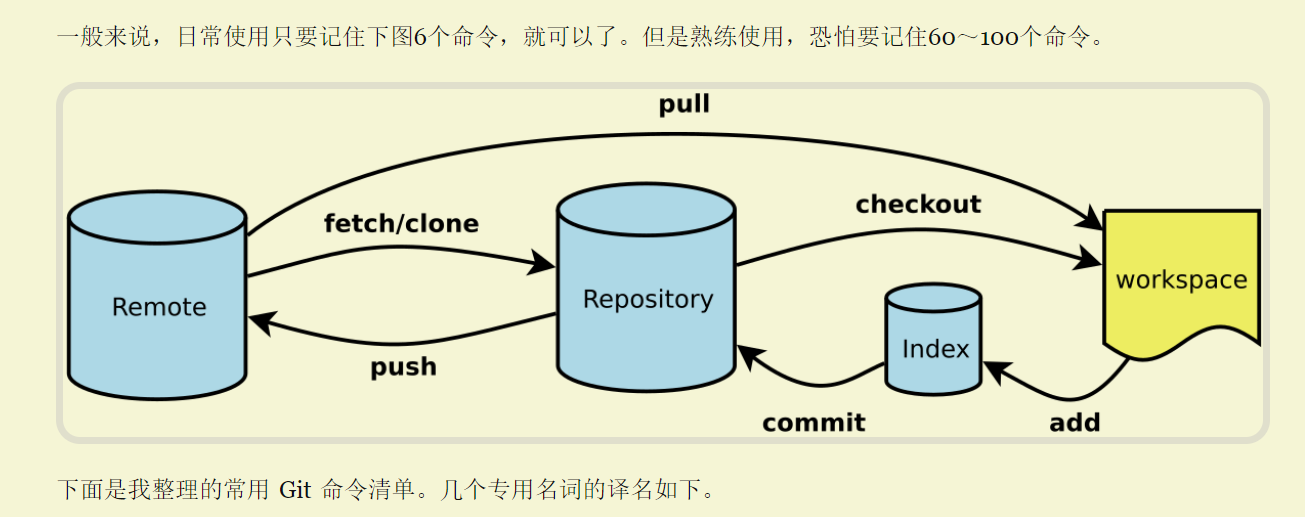 一般来说，日常使用只要记住下图6个命令，就可以了。但是熟练使用，恐怕要记住60～100个命令。
pull
fetch/clone
checkout
Remote
Repository
workspace
Index
push
commit
add
下面是我整理的常用 Git 命令清单。几个专用名词的译名如下。